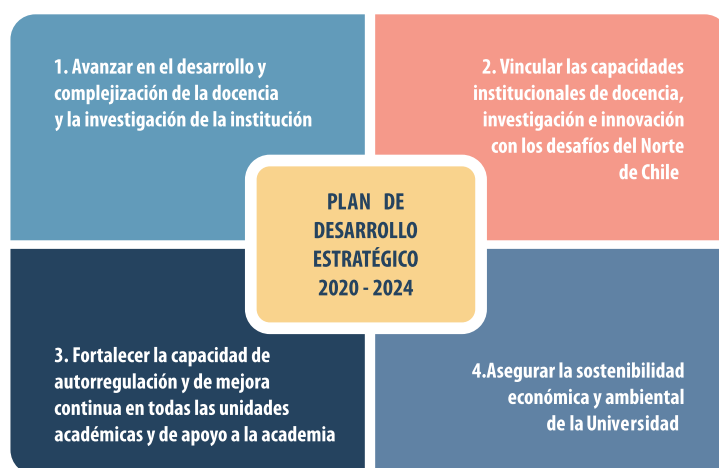 1. Avanzar en el desarrollo y
complejización de la docencia
y la investigación de la institución
2. Vincular las capacidades
institucionales de docencia,
investigación e innovación
con los desafíos del Norte
de Chile
PLAN DE
DESARROLLO
ESTRATÉGICO
2020 - 2024
3. Fortalecer la capacidad de
autorregulación y de mejora
continua en todas las unidades
académicas y de apoyo a la academia
4.Asegurar la sostenibilidad
económica y ambiental
de la Universidad